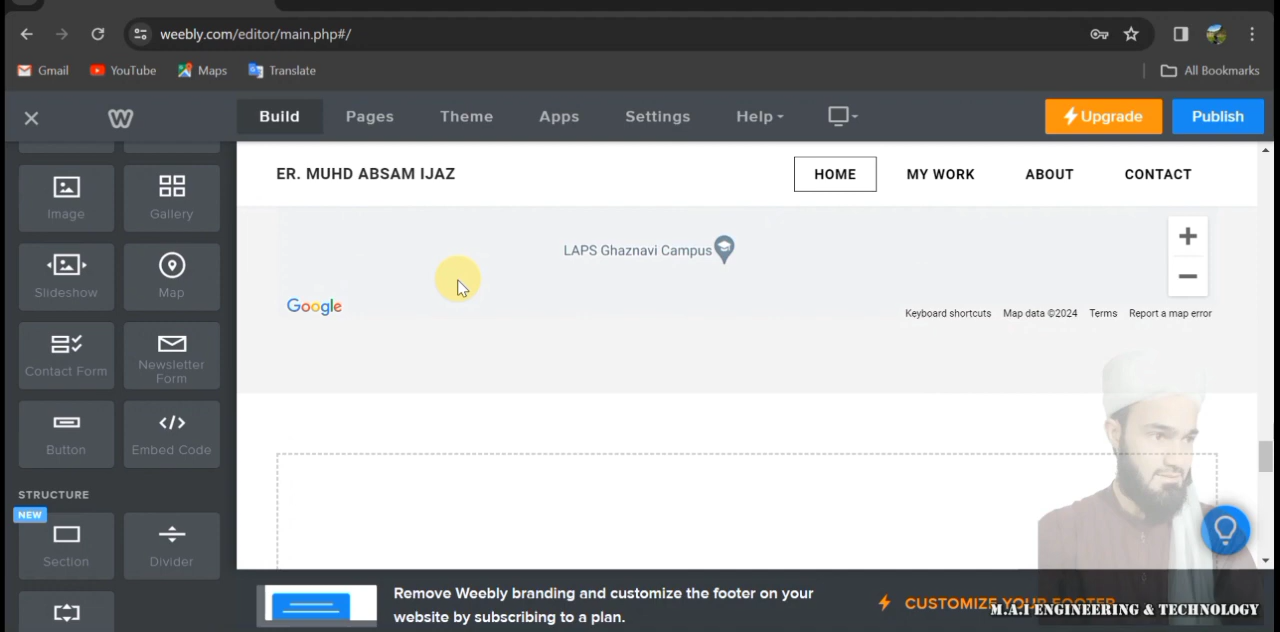 weebly.com/editor/main.php#/
Gmail
YouTube
Maps
Translate
All Bookmarks
Build
Pages
Theme
Apps
Settings
Help
Upgrade
Publish
ER. MUHD ABSAM IJAZ
HOME
MY WORK
ABOUT
CONTACT
Image
Gallery
Slideshow
Map
Contact Form
Newsletter
Form
Button
Embed Code
STRUCTURE
NEW
Section
Divider
LAPS Ghaznavi Campus
Google
Keyboard shortcuts
Map data ©2024
Terms
Report a map error
Remove Weebly branding and customize the footer on your
website by subscribing to a plan.
CUSTOMIZE YOUR FOOTER
M.A.I ENGINEERING & TECHNOLOGY